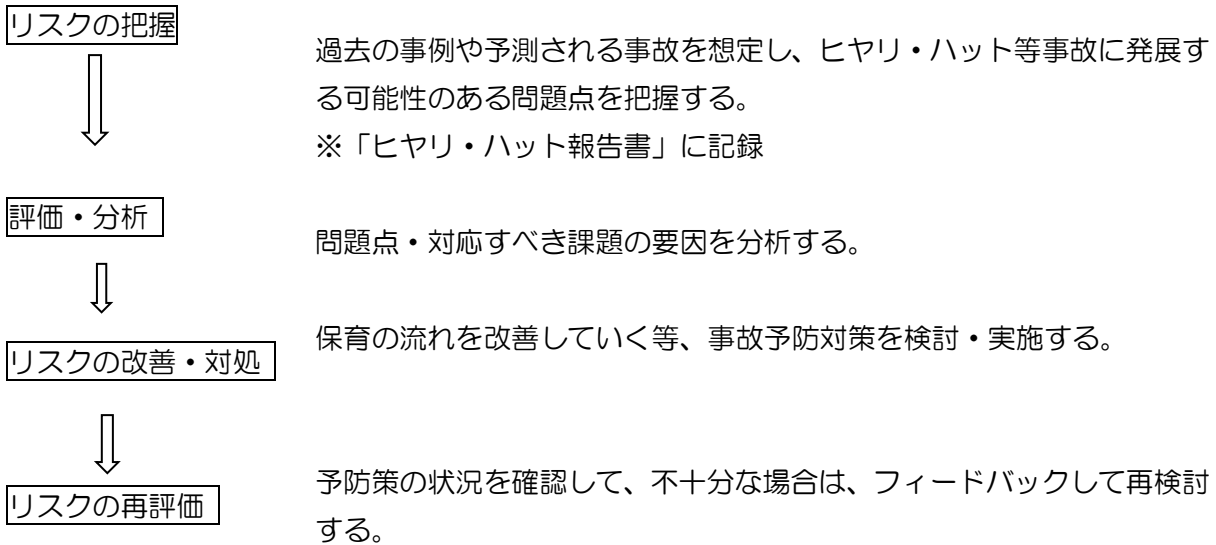 リスクの把握
過去の事例や予測される事故を想定し、ヒヤリ・ハット等事故に発展す
る可能性のある問題点を把握する。
※「ヒヤリ・ハット報告書」に記録
評価・分析
問題点・対応すべき課題の要因を分析する。
リスクの改善・対処
保育の流れを改善していく等、事故予防対策を検討・実施する。
リスクの再評価
予防策の状況を確認して、不十分な場合は、フィードバックして再検討
する。